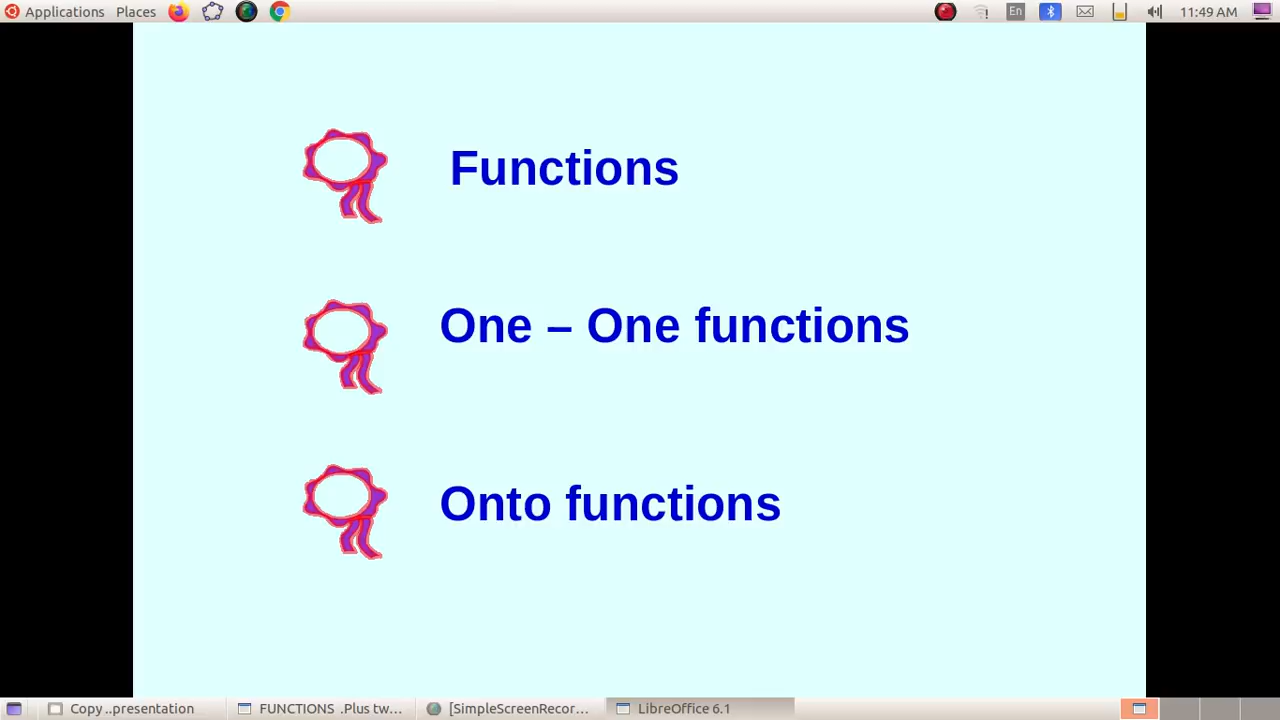 Applications Places En 11:49 AM
Functions
One – One functions
Onto functions
Copy ..presentation FUNCTIONS .Plus tw... [SimpleScreenRecor... LibreOffice 6.1